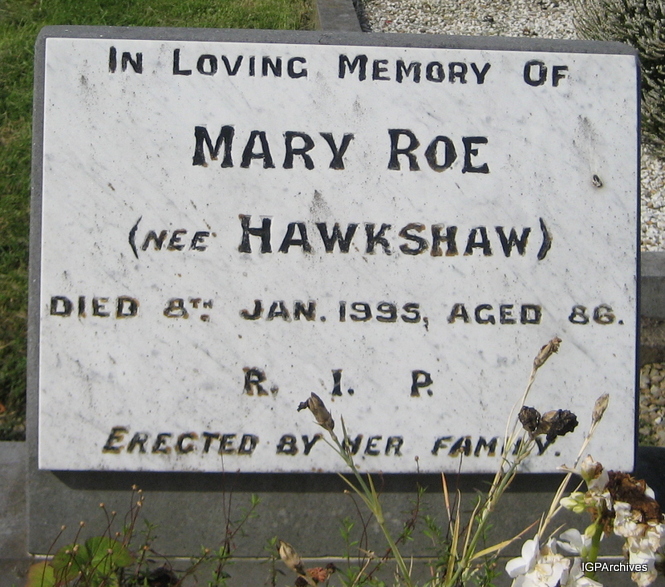 IN LOVING MEMORY OF
MARY ROE
(NEE HAWKSHAW)
DIED 8TH JAN. 1995, AGED 86.
R. I. P.
ERECTED BY HER FAMILY.
IGPArchives